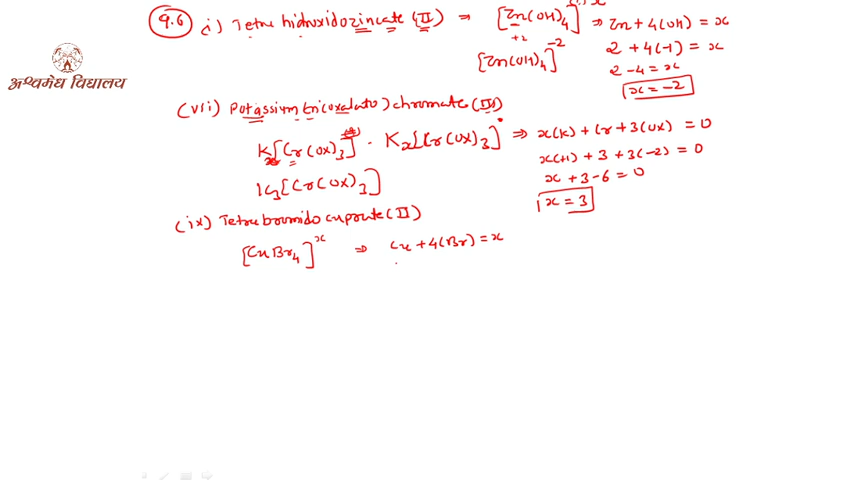 9.6 (i) Tetra hidroxidozincate (II) ⇒ [Zn(OH)4]^x ⇒ Zn + 4(OH) = x
+2
[Zn(OH)4]^-2
2 + 4(-1) = x
2 - 4 = x
x = -2
अश्वमेध विद्यालय
(vii) Potassium tri(oxalato) chromate (III)
K[Cr(ox)3] . Kx[Cr(ox)3] ⇒ x(K) + Cr + 3(ox) = 0
x(+1) + 3 + 3(-2) = 0
K3[Cr(ox)3]
x + 3 - 6 = 0
x = 3
(ix) Tetrabromido cuprate (II)
[CuBr4]^x ⇒ Cu + 4(Br) = x